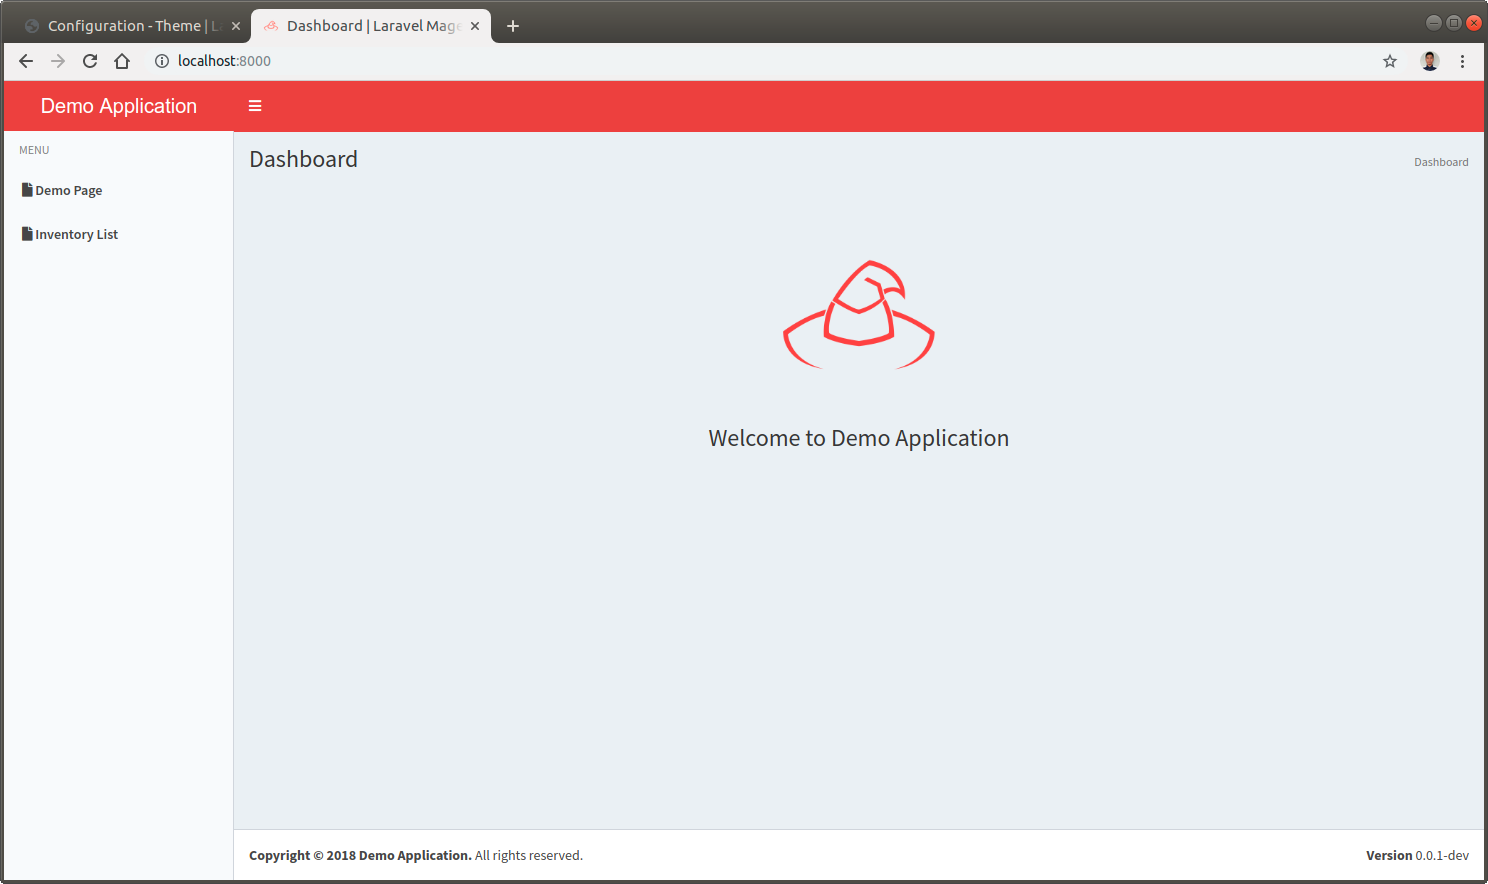 Configuration - Theme | L
Dashboard | Laravel Mage
localhost:8000
Demo Application
MENU
Dashboard
Dashboard
Demo Page
Inventory List
Welcome to Demo Application
Copyright © 2018 Demo Application. All rights reserved.
Version 0.0.1-dev